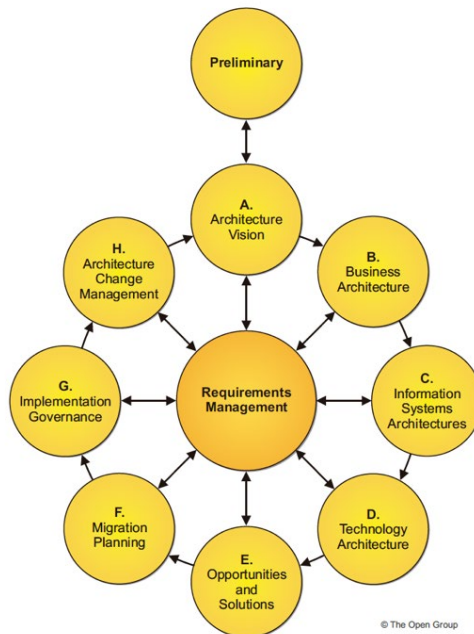 Preliminary
A.
Architecture
Vision
B.
Business
Architecture
C.
Information
Systems
Architectures
D.
Technology
Architecture
E.
Opportunities
and
Solutions
F.
Migration
Planning
G.
Implementation
Governance
H.
Architecture
Change
Management
Requirements
Management
© The Open Group